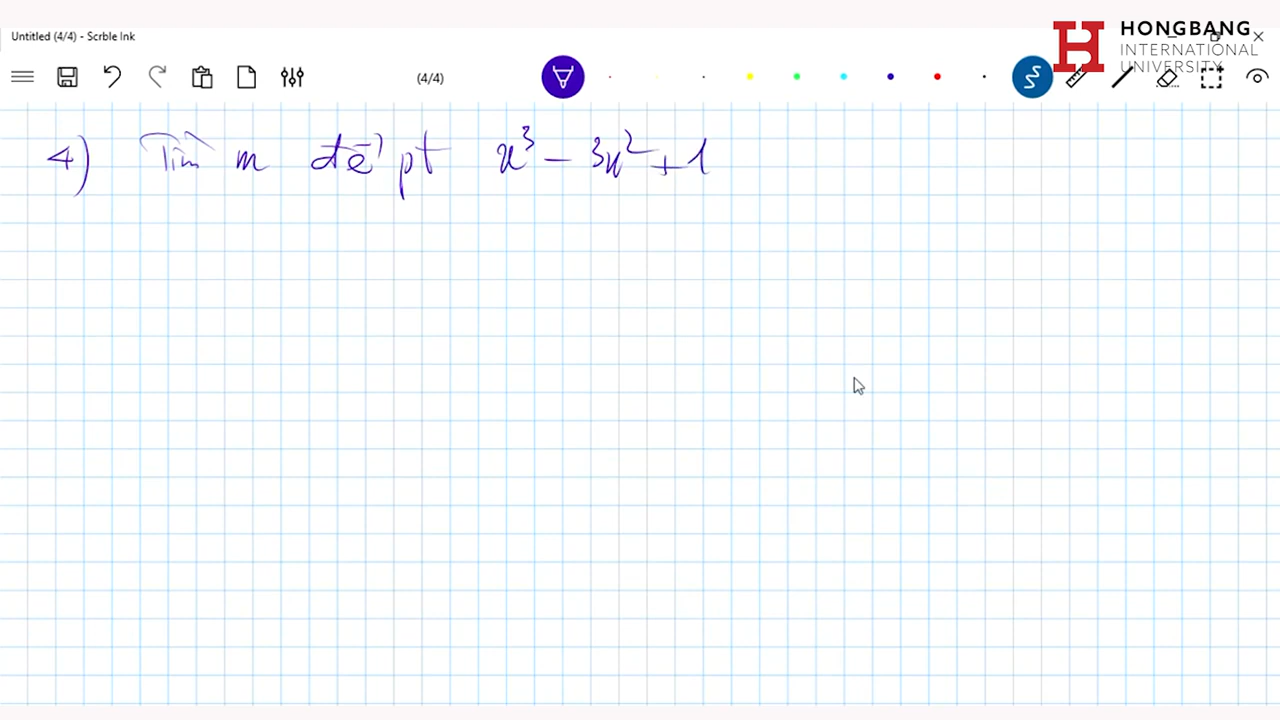 Untitled (4/4) - Scrble Ink
HONGBANG
INTERNATIONAL
UNIVERSITY
(4/4)
4) Tìm m để pt x³ - 3x² + 1